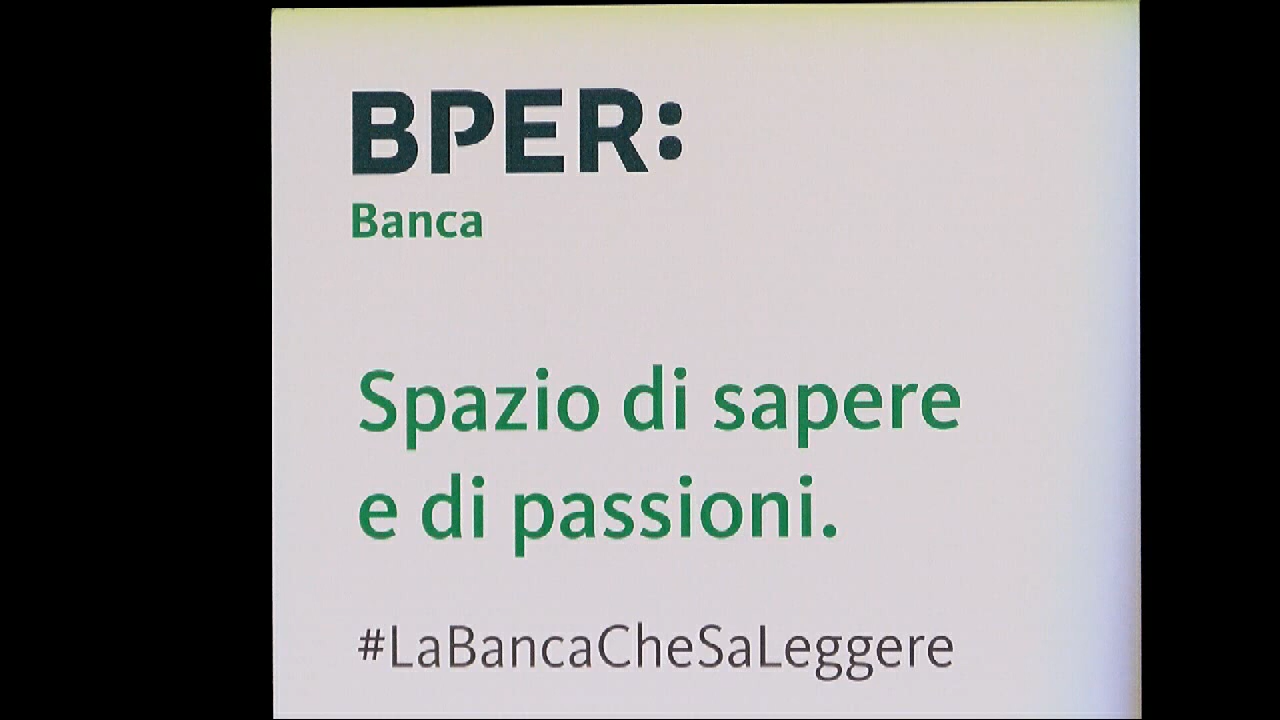 BPER:
Banca
Spazio di sapere
e di passioni.
#LaBancaCheSaLeggere